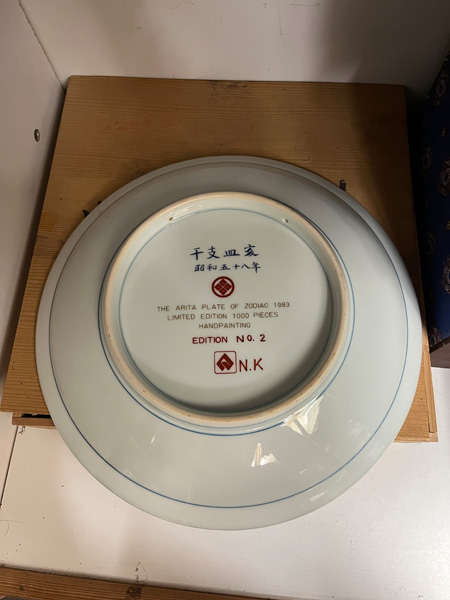 干支皿亥
昭和五十八年
THE ARITA PLATE OF ZODIAC 1983
LIMITED EDITION 1000 PIECES
HANDPAINTING
EDITION No. 2
N.K